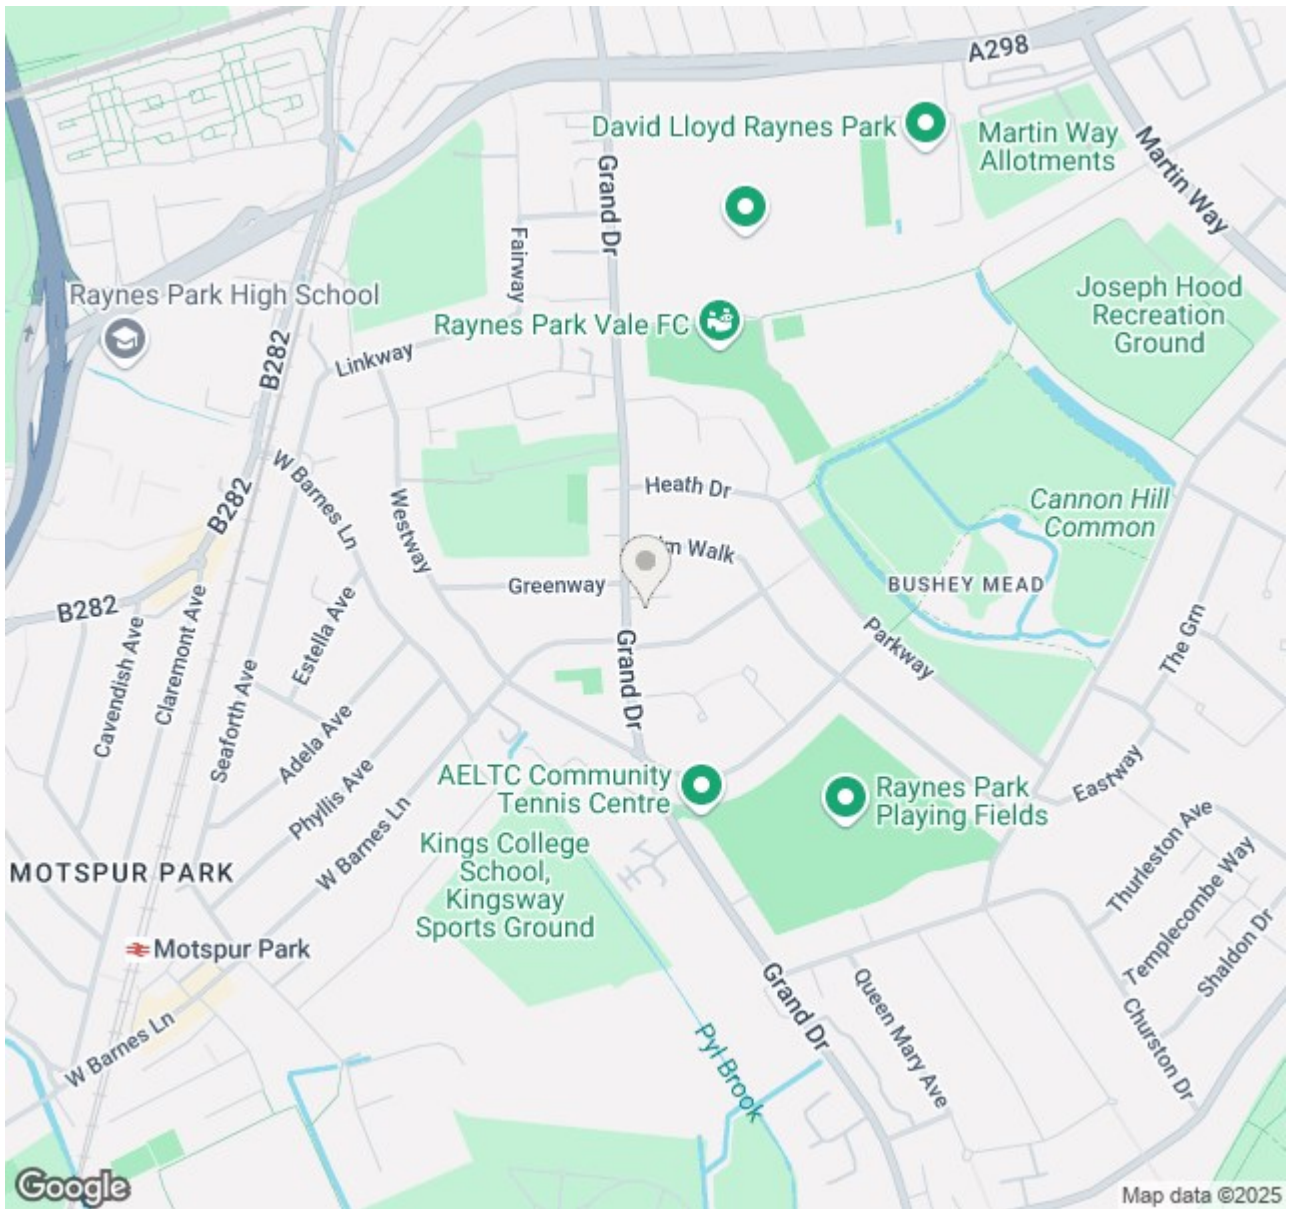 A298
David Lloyd Raynes Park
Martin Way
Allotments
Martin Way
Grand Dr
Fairway
Raynes Park High School
Joseph Hood
Recreation
Ground
Raynes Park Vale FC
Linkway
B282
W Barnes Ln
B282
Westway
Heath Dr
Cannon Hill
Common
m Walk
Greenway
BUSHEY MEAD
B282
Estella Ave
Claremont Ave
Cavendish Ave
Seaforth Ave
Grand Dr
Parkway
The Grn
Adela Ave
Phyllis Ave
W Barnes Ln
AELTC Community
Tennis Centre
Raynes Park
Playing Fields
Eastway
Kings College
School,
Kingsway
Sports Ground
MOTSPUR PARK
Thurleston Ave
Templecombe Way
Shaldon Dr
Motspur Park
Grand Dr
Queen Mary Ave
Churston Dr
W Barnes Ln
Pyl Brook
Google
Map data ©2025